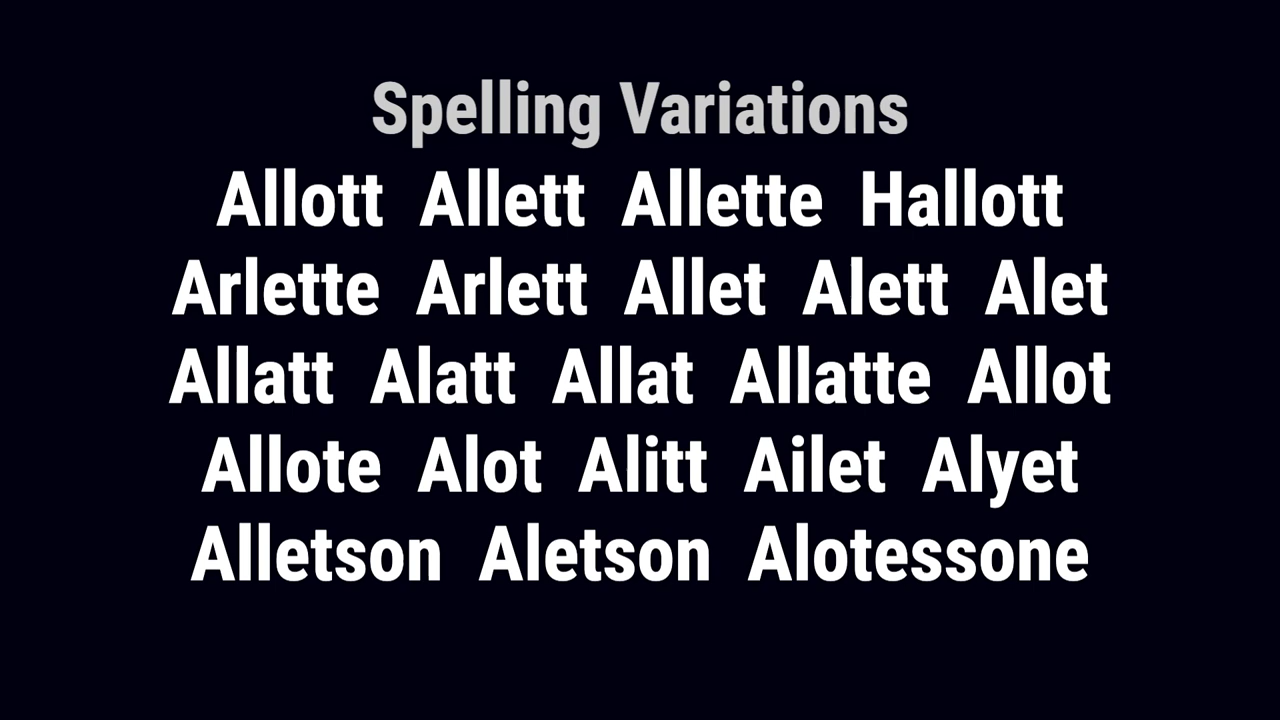 Spelling Variations
Allott Allett Allette Hallott
Arlette Arlett Allet Alett Alet
Allatt Alatt Allat Allatte Allot
Allote Alot Alitt Ailet Alyet
Alletson Aletson Alotessone